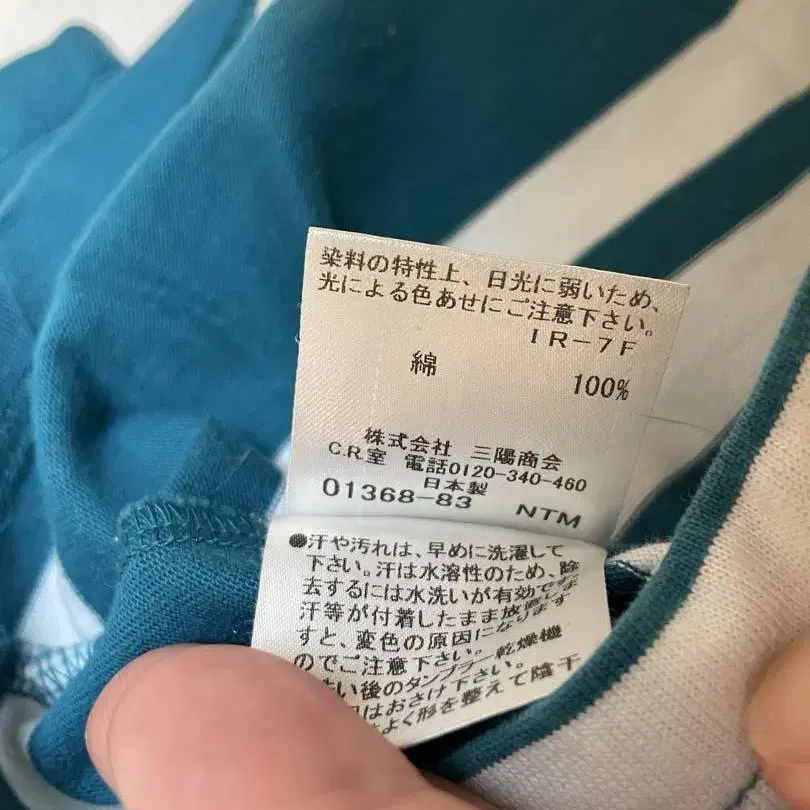 染料の特性上、日光に弱いため、
光による色あせにご注意下さい。
IR-7F
綿 100%
株式会社 三陽商会
C.R室 電話0120-340-460
日本製
01368-83 NTM
●汗や汚れは、早めに洗濯して
下さい。汗は水溶性のため、除
去するには水洗いが有効です
汗等が付着したまま放置しま
すと、変色の原因になります
のでご注意下さい。
い後のタンブラー乾燥機
はおさけ下さい。
よく形を整えて陰干